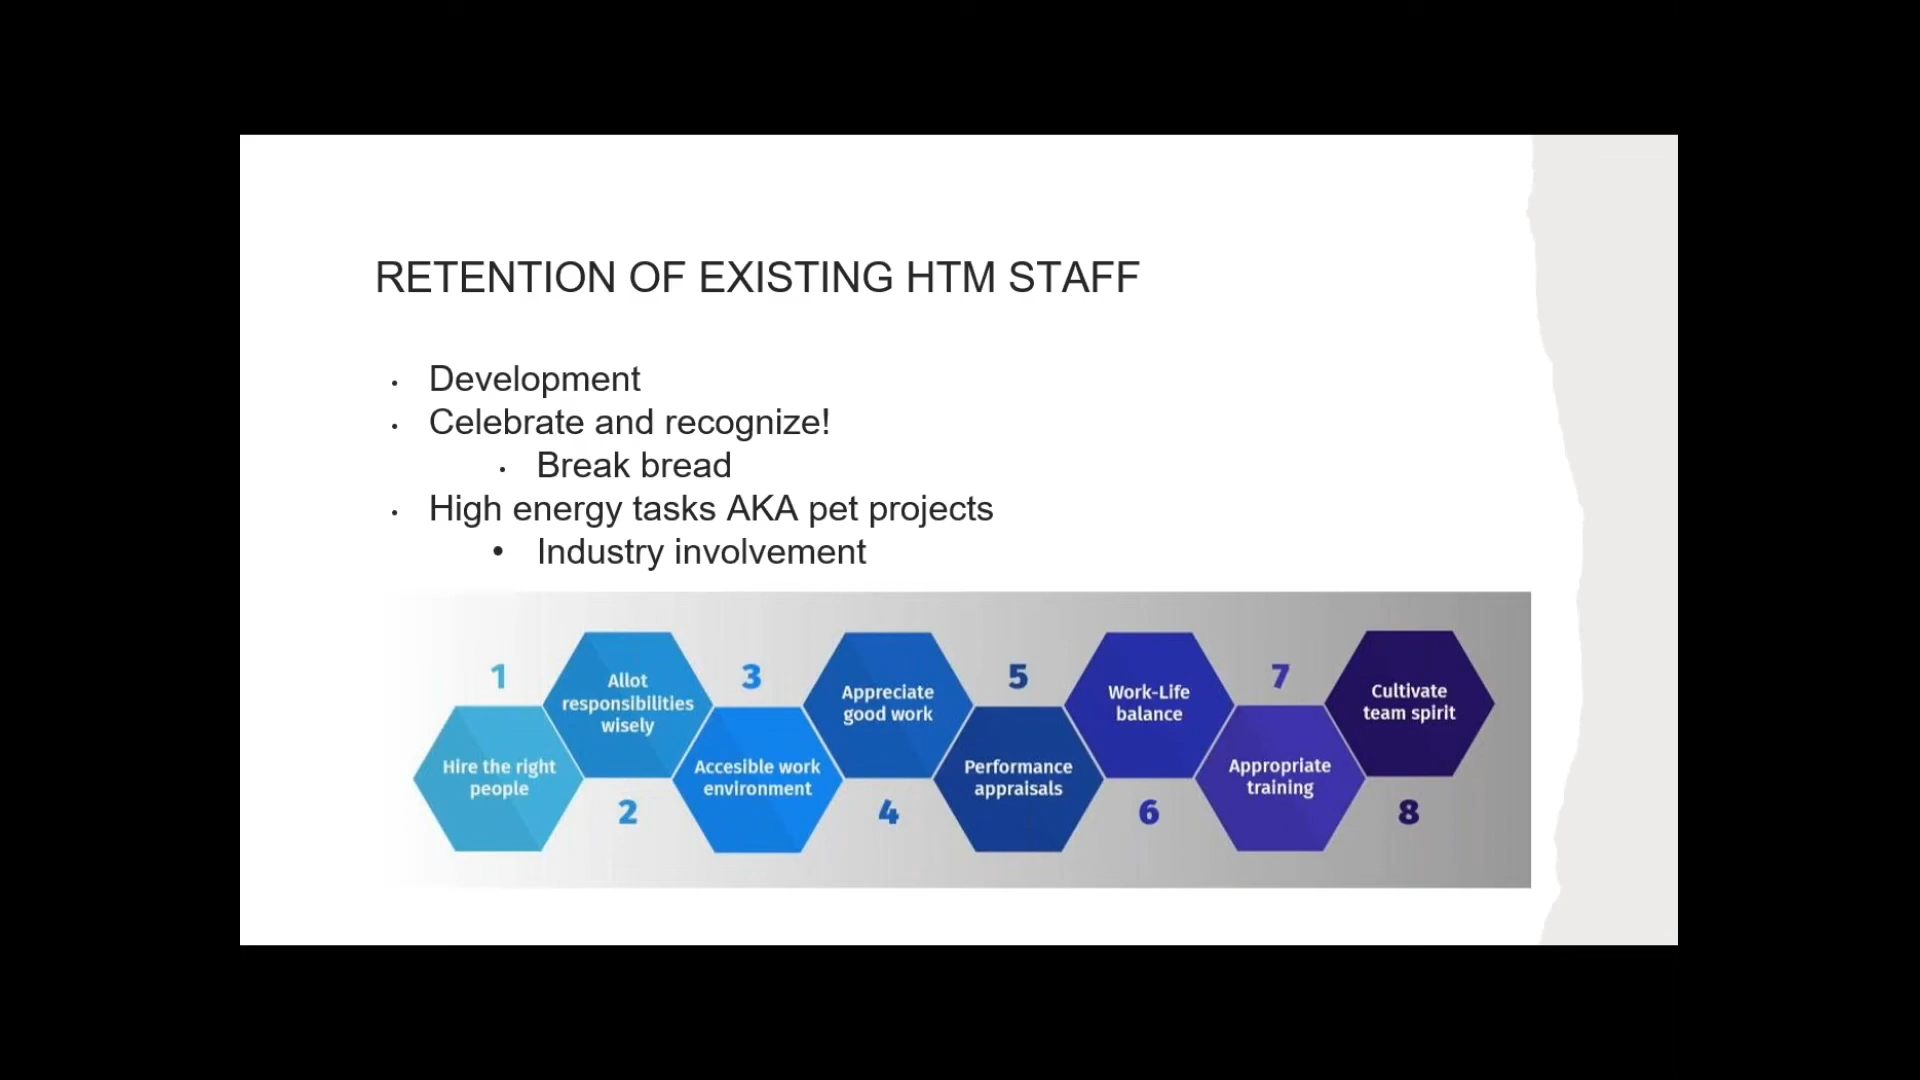 RETENTION OF EXISTING HTM STAFF
• Development
• Celebrate and recognize!
• Break bread
• High energy tasks AKA pet projects
• Industry involvement
1
Hire the right
people
Allot
responsibilities
wisely
2
3
Accesible work
environment
Appreciate
good work
4
5
Performance
appraisals
Work-Life
balance
6
7
Appropriate
training
Cultivate
team spirit
8